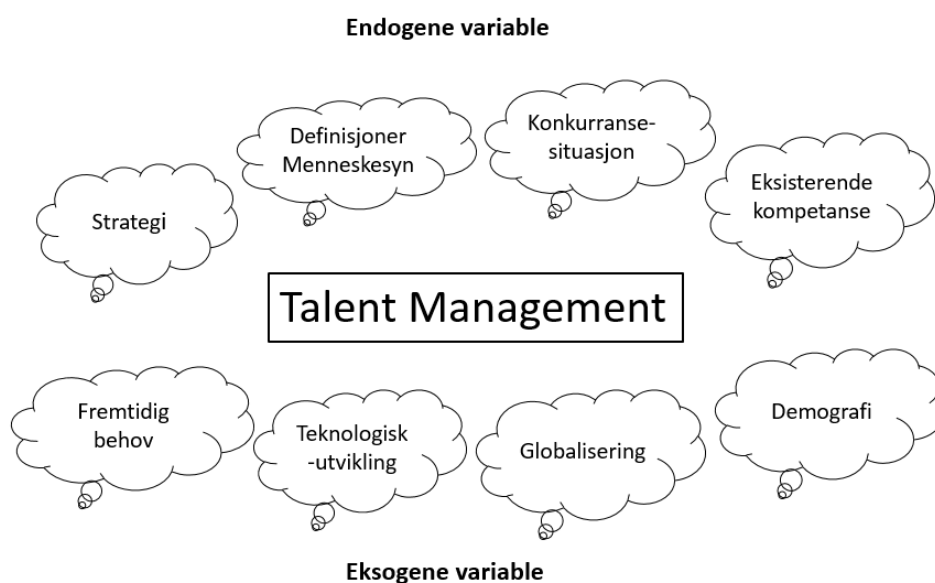 Endogene variable
Definisjoner
Menneskesyn
Konkurranse-
situasjon
Strategi
Eksisterende
kompetanse
Talent Management
Fremtidig
behov
Teknologisk
-utvikling
Globalisering
Demografi
Eksogene variable